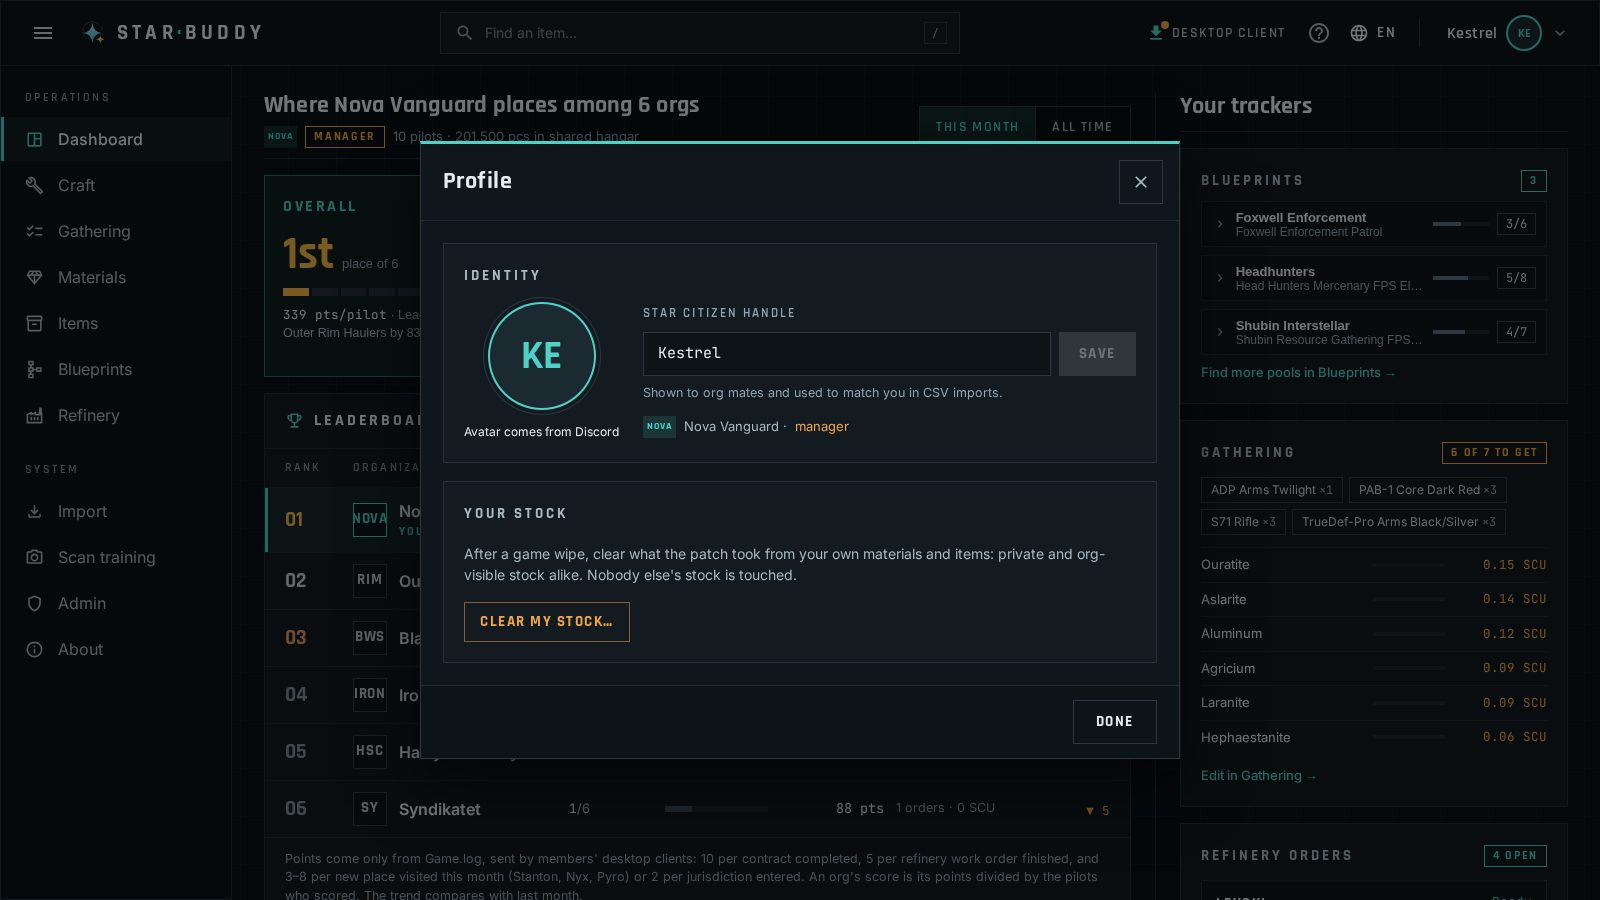 STAR·BUDDY
Find an item...
/
DESKTOP CLIENT
EN
Kestrel
KE
OPERATIONS
Dashboard
Craft
Gathering
Materials
Items
Blueprints
Refinery
SYSTEM
Import
Scan training
Admin
About
Where Nova Vanguard places among 6 orgs
NOVA MANAGER 10 pilots · 201,500 pcs in shared hangar
THIS MONTH ALL TIME
OVERALL
1st place of 6
339 pts/pilot
Outer Rim Haulers by 83
RANK
01 NOVA
02 RIM
03 BWS
04 IRON
05 HSC
06 SY Syndikatet 1/6 88 pts 1 orders · 0 SCU ▼ 5
Points come only from Game.log, sent by members' desktop clients: 10 per contract completed, 5 per refinery work order finished, and
3–8 per new place visited this month (Stanton, Nyx, Pyro) or 2 per jurisdiction entered. An org's score is its points divided by the pilots
who scored. The trend compares with last month.
Profile
IDENTITY
KE
Avatar comes from Discord
STAR CITIZEN HANDLE
Kestrel
SAVE
Shown to org mates and used to match you in CSV imports.
NOVA Nova Vanguard · manager
YOUR STOCK
After a game wipe, clear what the patch took from your own materials and items: private and org-
visible stock alike. Nobody else's stock is touched.
CLEAR MY STOCK...
DONE
Your trackers
BLUEPRINTS 3
Foxwell Enforcement
Foxwell Enforcement Patrol
3/6
Headhunters
Head Hunters Mercenary FPS El...
5/8
Shubin Interstellar
Shubin Resource Gathering FPS...
4/7
Find more pools in Blueprints →
GATHERING 6 OF 7 TO GET
ADP Arms Twilight ×1 PAB-1 Core Dark Red ×3
S71 Rifle ×3 TrueDef-Pro Arms Black/Silver ×3
Ouratite 0.15 SCU
Aslarite 0.14 SCU
Aluminum 0.12 SCU
Agricium 0.09 SCU
Laranite 0.09 SCU
Hephaestanite 0.06 SCU
Edit in Gathering →
REFINERY ORDERS 4 OPEN